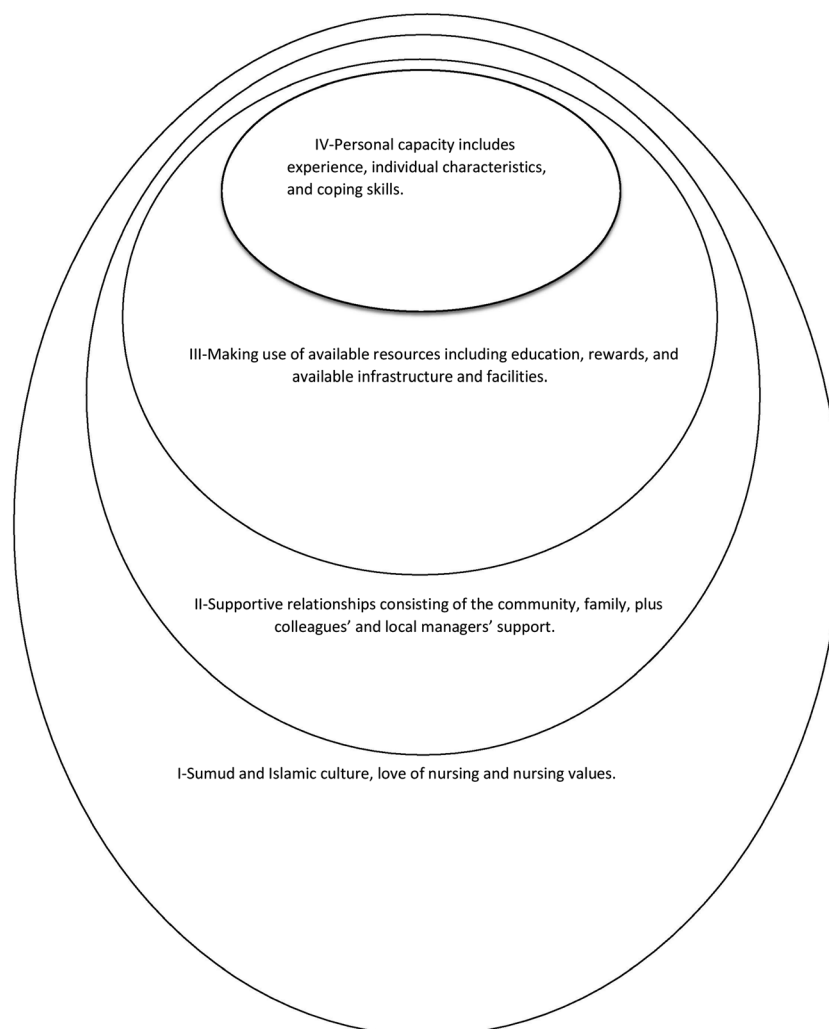 IV-Personal capacity includes
experience, individual characteristics,
and coping skills.
III-Making use of available resources including education, rewards, and
available infrastructure and facilities.
II-Supportive relationships consisting of the community, family, plus
colleagues’ and local managers’ support.
I-Sumud and Islamic culture, love of nursing and nursing values.